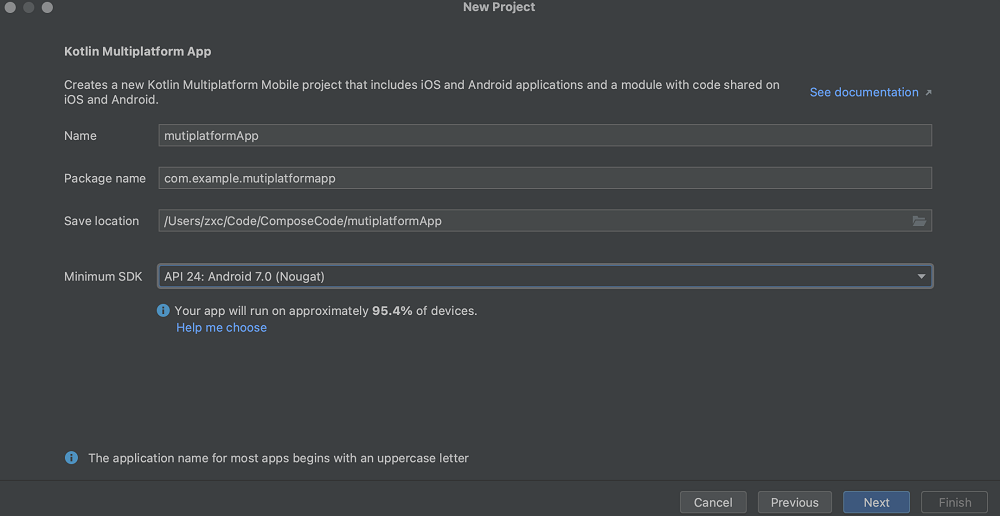 New Project
Kotlin Multiplatform App
Creates a new Kotlin Multiplatform Mobile project that includes iOS and Android applications and a module with code shared on
iOS and Android.
See documentation ↗
Name mutiplatformApp
Package name com.example.mutiplatformapp
Save location /Users/zxc/Code/ComposeCode/mutiplatformApp
Minimum SDK API 24: Android 7.0 (Nougat)
Your app will run on approximately 95.4% of devices.
Help me choose
The application name for most apps begins with an uppercase letter
Cancel Previous Next Finish